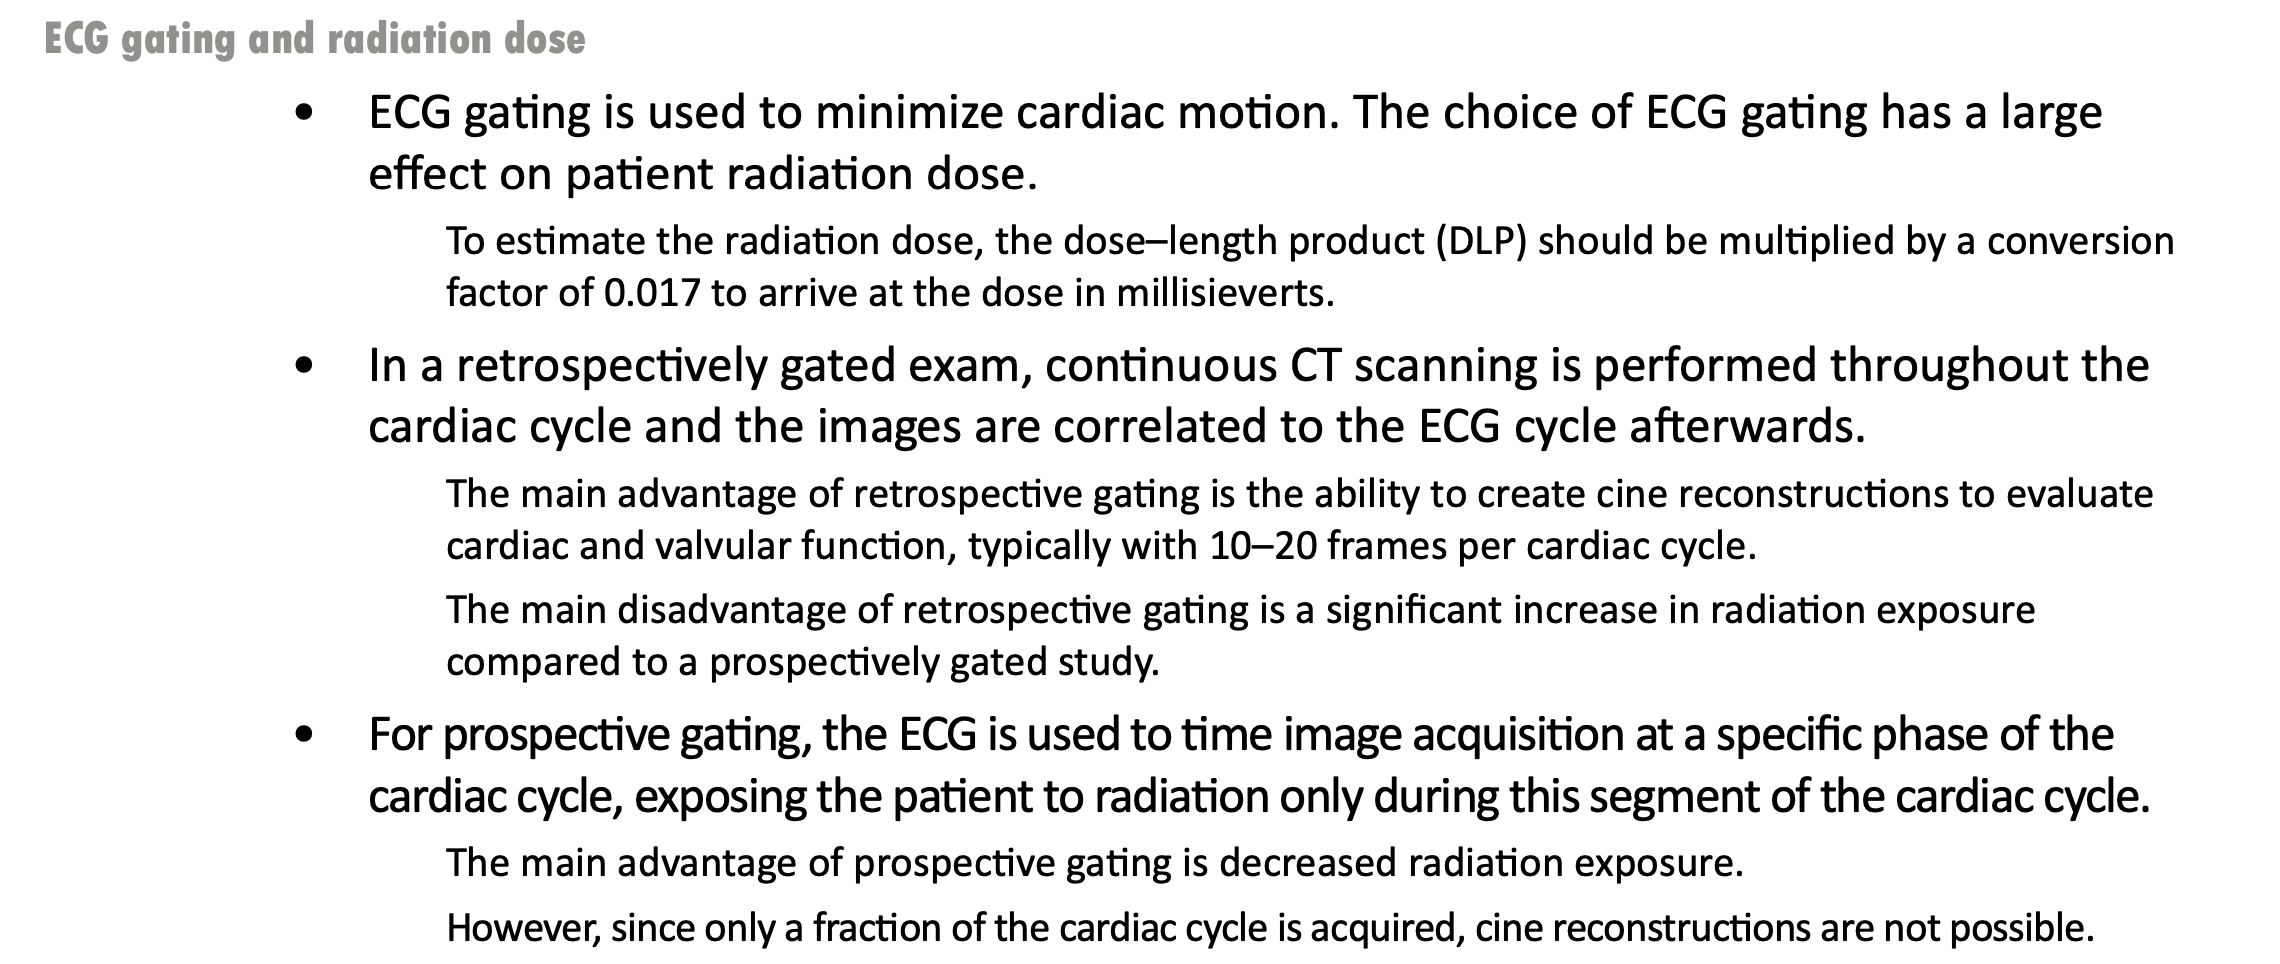 ECG gating and radiation dose
• ECG gating is used to minimize cardiac motion. The choice of ECG gating has a large
effect on patient radiation dose.
To estimate the radiation dose, the dose–length product (DLP) should be multiplied by a conversion
factor of 0.017 to arrive at the dose in millisieverts.
• In a retrospectively gated exam, continuous CT scanning is performed throughout the
cardiac cycle and the images are correlated to the ECG cycle afterwards.
The main advantage of retrospective gating is the ability to create cine reconstructions to evaluate
cardiac and valvular function, typically with 10–20 frames per cardiac cycle.
The main disadvantage of retrospective gating is a significant increase in radiation exposure
compared to a prospectively gated study.
• For prospective gating, the ECG is used to time image acquisition at a specific phase of the
cardiac cycle, exposing the patient to radiation only during this segment of the cardiac cycle.
The main advantage of prospective gating is decreased radiation exposure.
However, since only a fraction of the cardiac cycle is acquired, cine reconstructions are not possible.